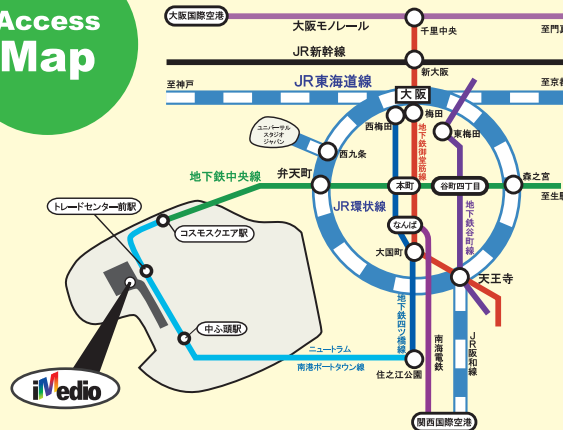 Access
Map
大阪国際空港
大阪モノレール
千里中央
至門真
JR新幹線
新大阪
至神戸
JR東海道線
至京都
大阪
西梅田
梅田
東梅田
ユニバーサル
スタジオ
ジャパン
西九条
地下鉄御堂筋線
地下鉄中央線
弁天町
本町
谷町四丁目
森之宮
至生駒
JR環状線
なんば
地下鉄谷町線
トレードセンター前駅
コスモスクエア駅
大国町
天王寺
中ふ頭駅
地下鉄四ツ橋線
南海電鉄
JR阪和線
ニュートラム
南港ポートタウン線
住之江公園
iMedio
関西国際空港